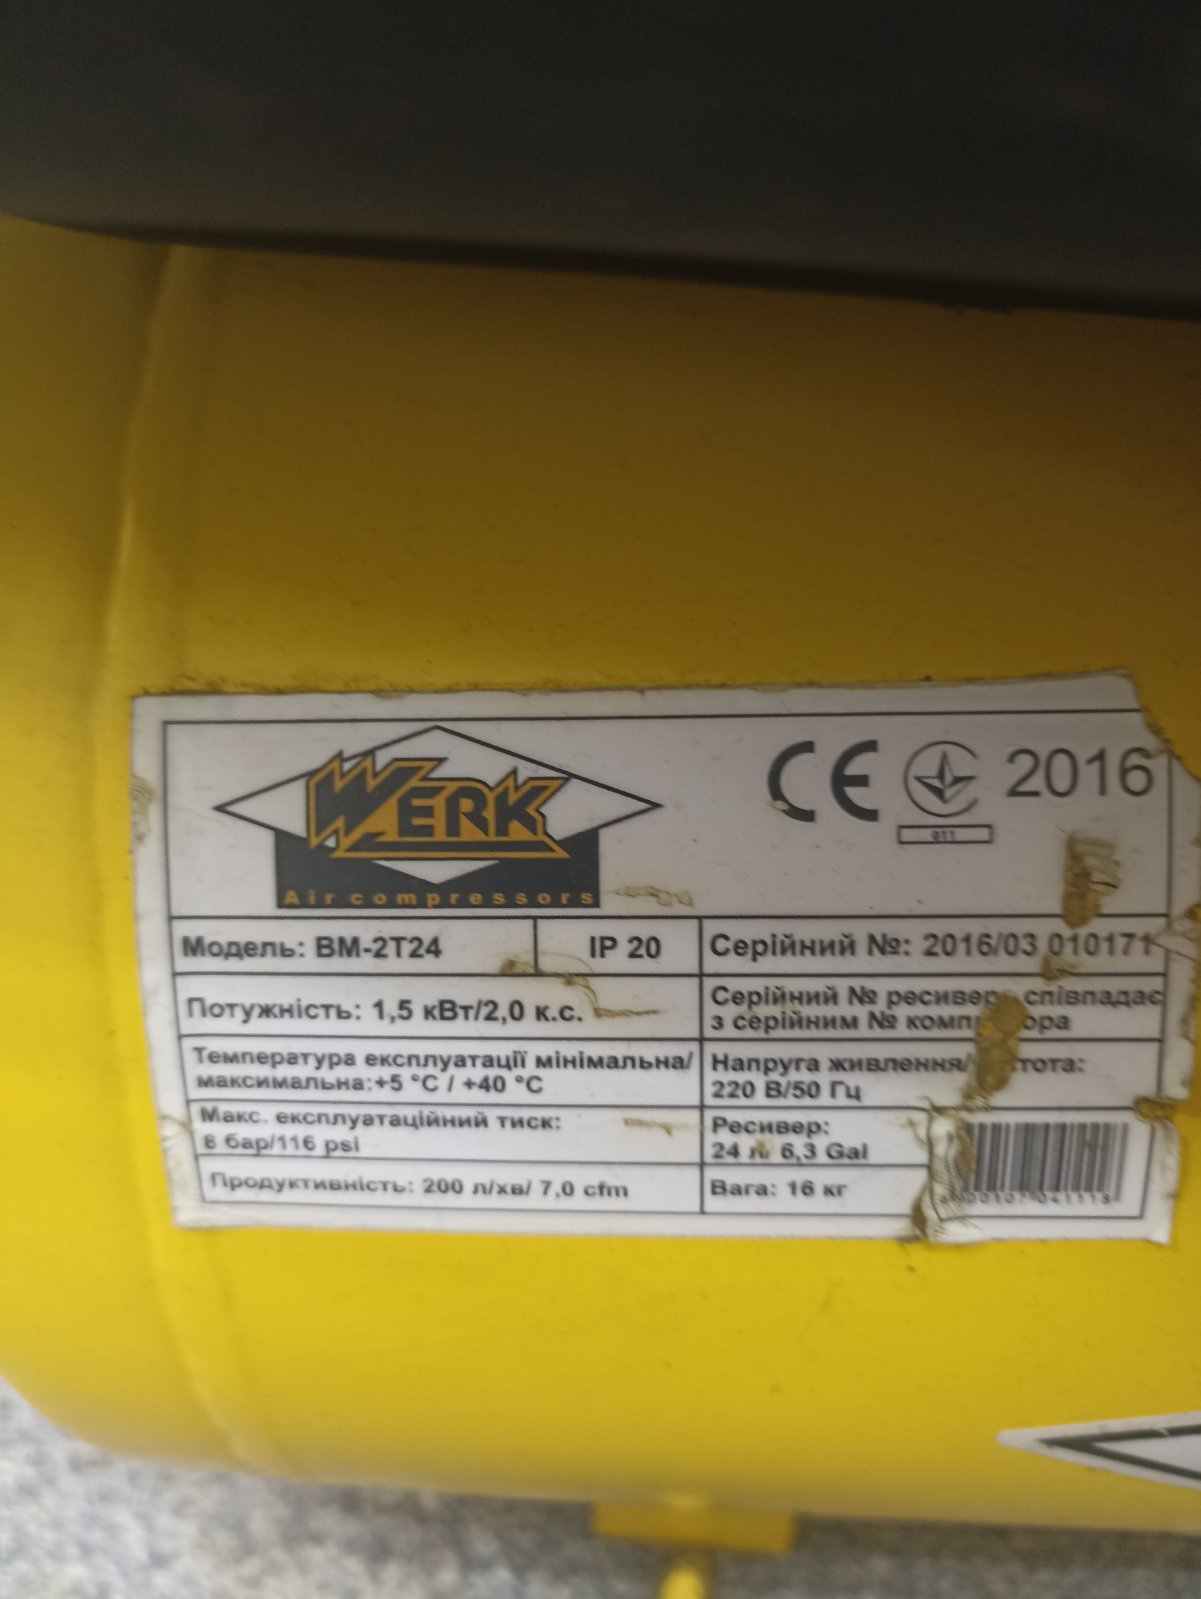 WERK
Air compressors
CE
2016
011
Модель: BM-2T24
IP 20
Серійний №: 2016/03 010171
Потужність: 1,5 кВт/2,0 к.с.
Серійний № співпадає
з серійним №
Температура експлуатації мінімальна/
максимальна:+5 °C / +40 °C
Напруга живлення/
220 В/50 Гц
Макс. експлуатаційний тиск:
8 бар/116 psi
Ресивер:
24 л/ 6,3 Gal
Продуктивність: 200 л/хв/ 7,0 cfm
Вага: 16 кг